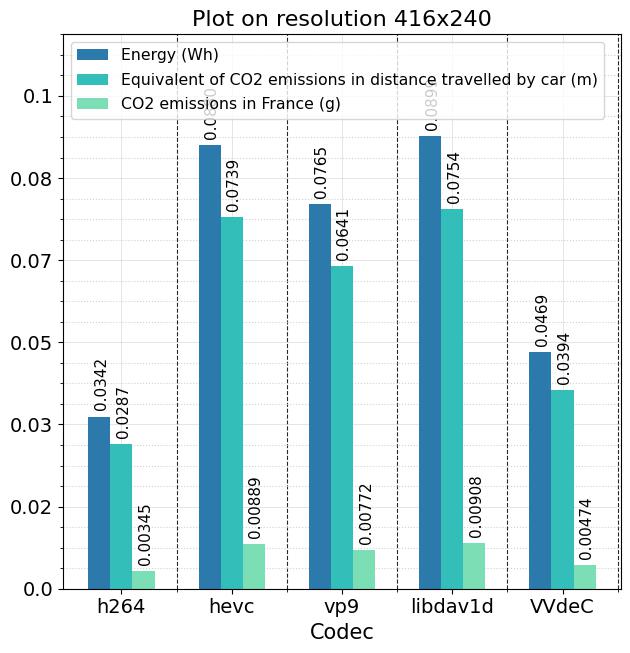 Plot on resolution 416x240
Energy (Wh)
Equivalent of CO2 emissions in distance travelled by car (m)
CO2 emissions in France (g)
0.1
0.08
0.07
0.05
0.03
0.02
0.0
0.0342
0.0287
0.00345
0.0739
0.00889
0.0765
0.0641
0.00772
0.0754
0.00908
0.0469
0.0394
0.00474
h264
hevc
vp9
libdav1d
VVdeC
Codec